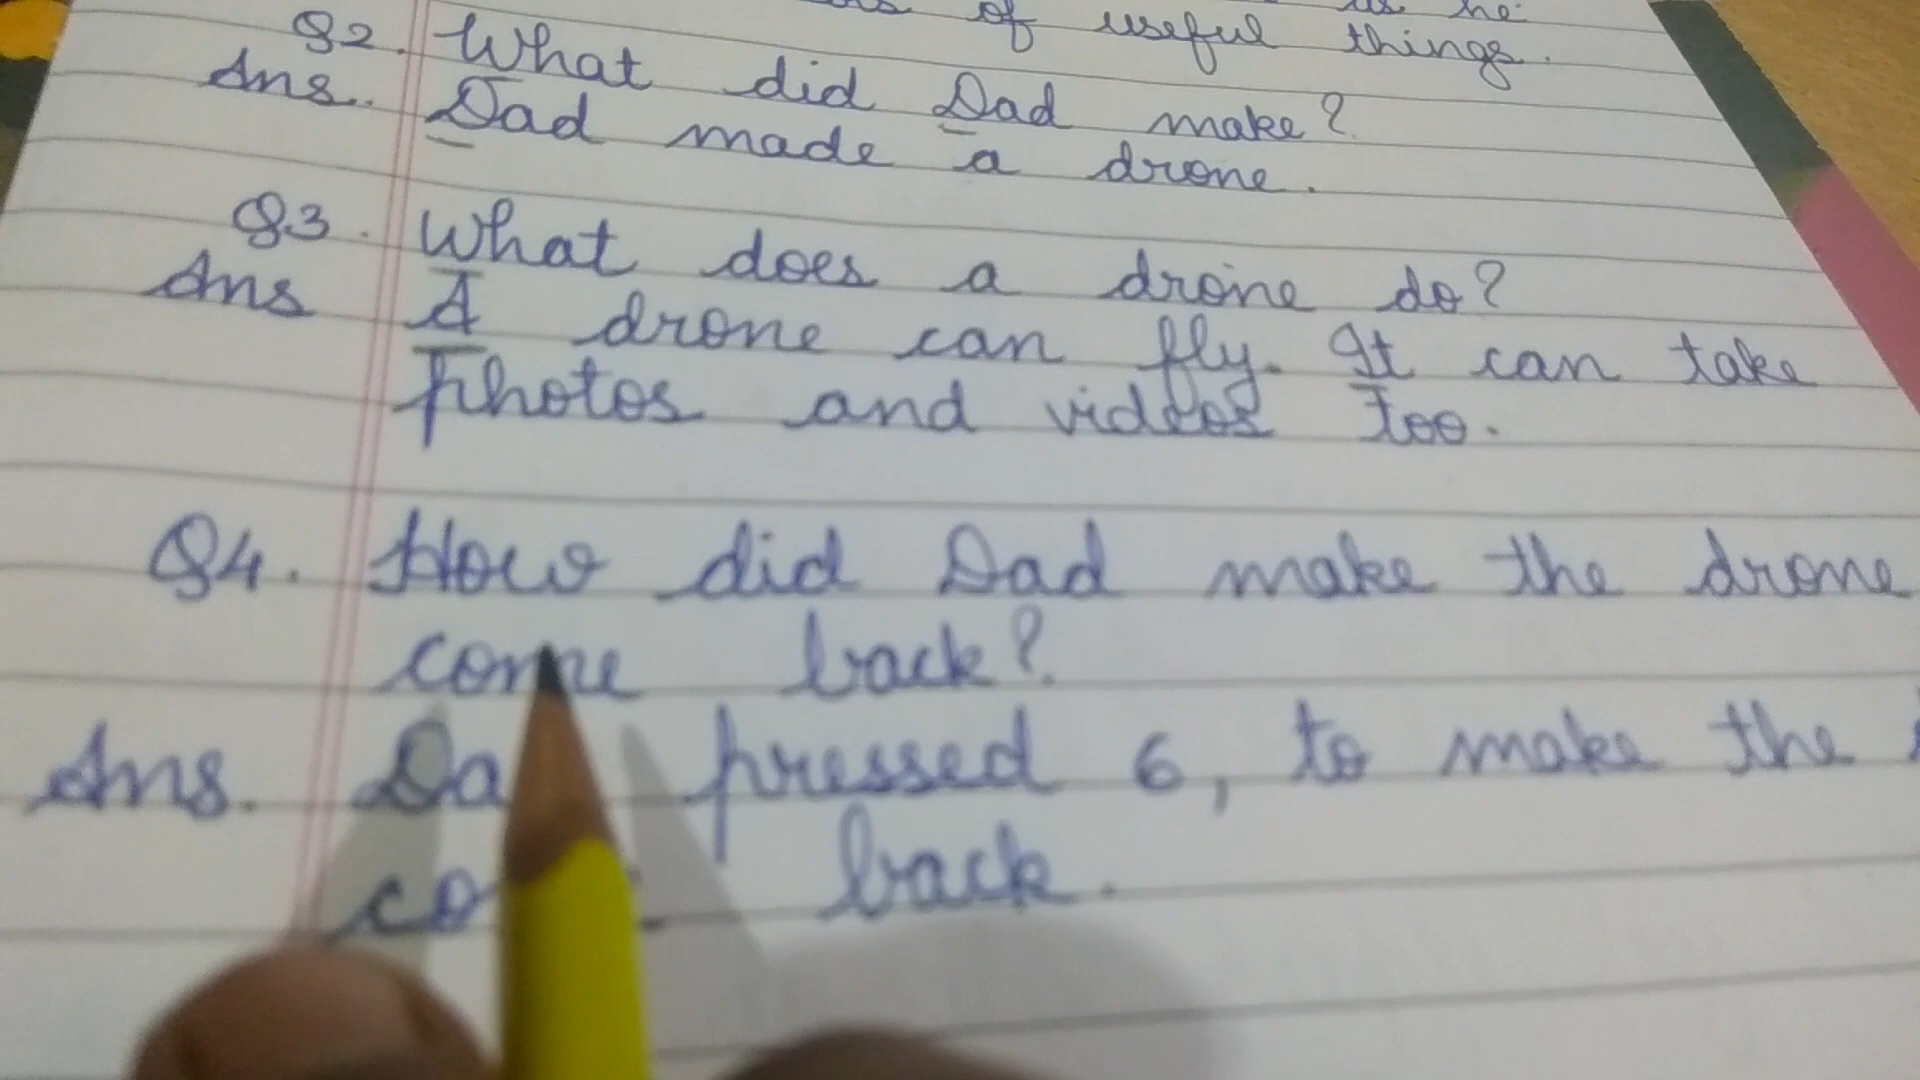 as he
of useful things.
Q2. What did Dad make?
Ans. Dad made a drone.
Q3. What does a drone do?
Ans A drone can fly. It can take
photos and videos too.
Q4. How did Dad make the drone
come back?
Ans. pressed 6, to make the
back.